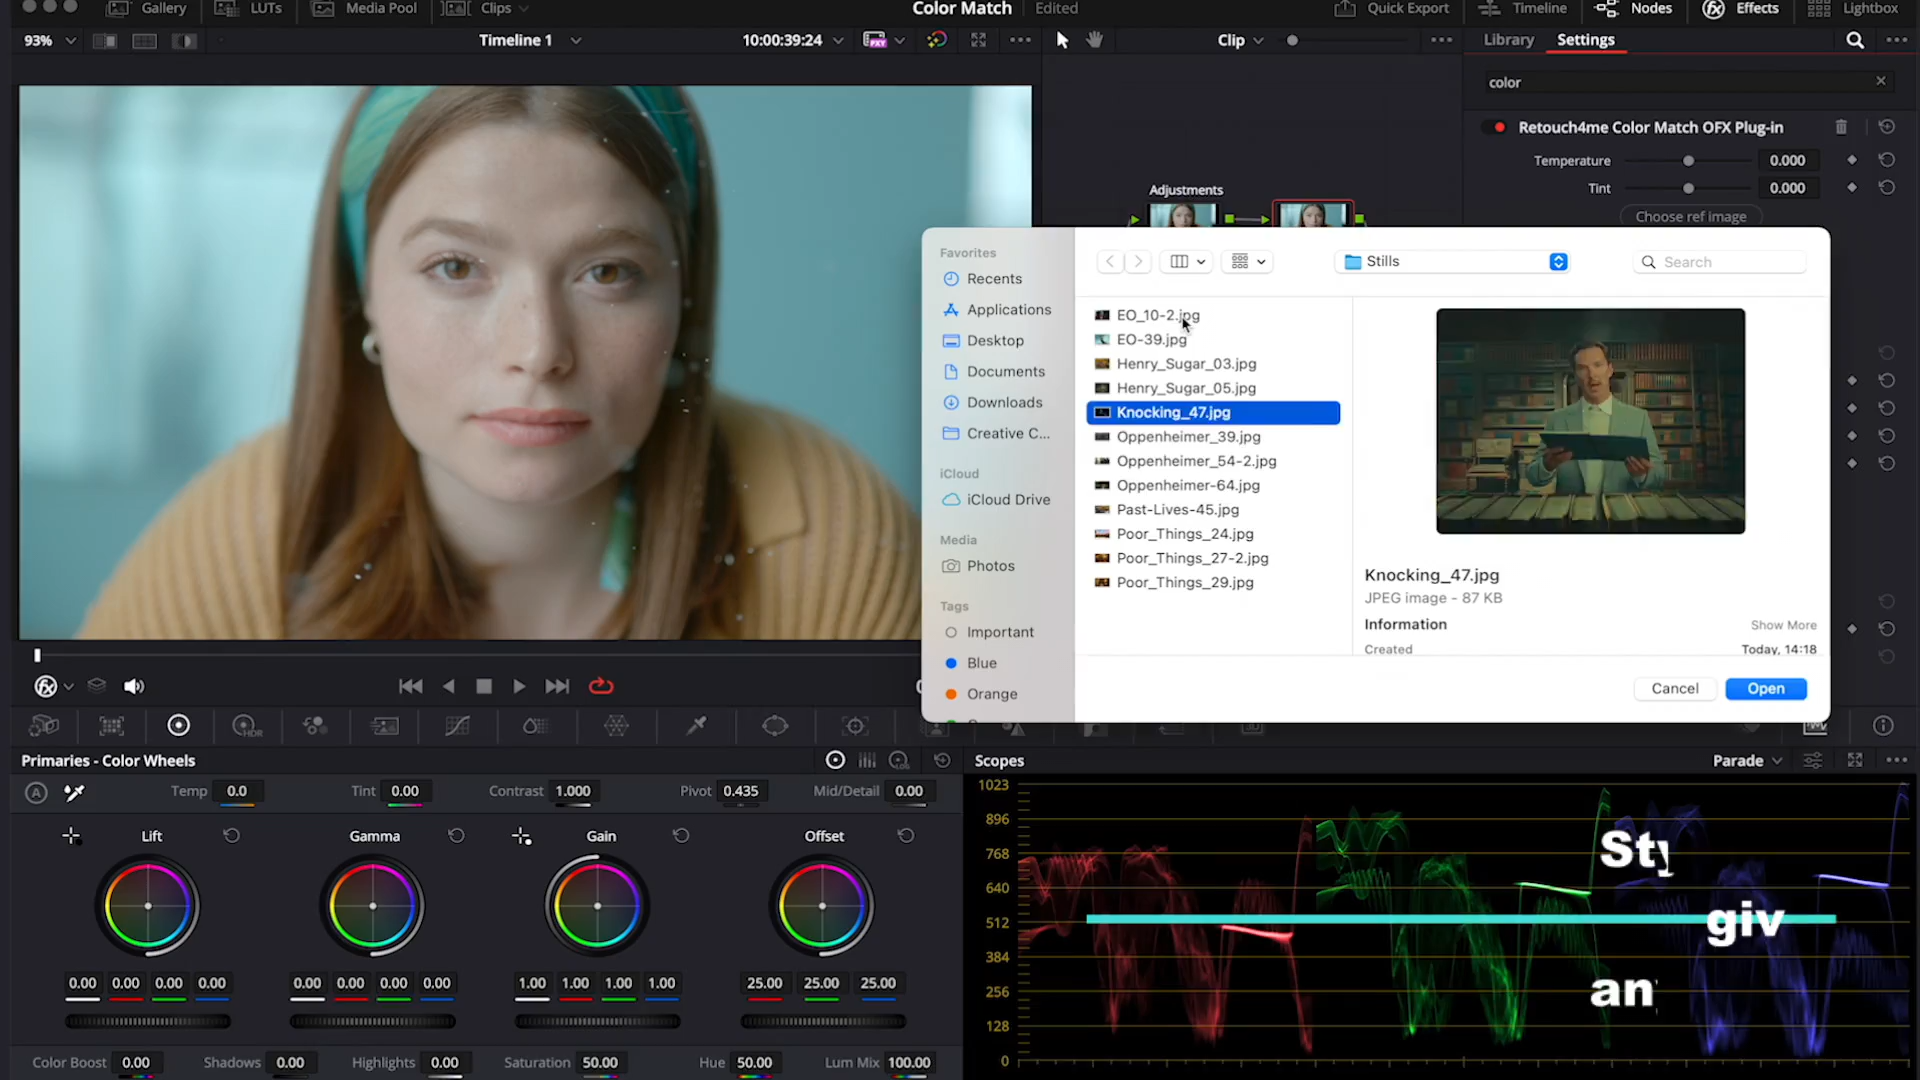 Gallery
LUTs
Media Pool
Clips
Color Match
Edited
Quick Export
Timeline
Nodes
Effects
Lightbox
93%
Timeline 1
10:00:39:24
PXY
Clip
Library
Settings
color
Retouch4me Color Match OFX Plug-in
Temperature 0.000
Tint 0.000
Choose ref image
Adjustments
Favorites
Recents
Applications
Desktop
Documents
Downloads
Creative C...
iCloud
iCloud Drive
Media
Photos
Tags
Important
Blue
Orange
Stills
Search
EO_10-2.jpg
EO-39.jpg
Henry_Sugar_03.jpg
Henry_Sugar_05.jpg
Knocking_47.jpg
Oppenheimer_39.jpg
Oppenheimer_54-2.jpg
Oppenheimer-64.jpg
Past-Lives-45.jpg
Poor_Things_24.jpg
Poor_Things_27-2.jpg
Poor_Things_29.jpg
Knocking_47.jpg
JPEG image - 87 KB
Information
Show More
Created
Today, 14:18
Cancel
Open
fx
HDR
Primaries - Color Wheels
LOG
A
Temp 0.0
Tint 0.00
Contrast 1.000
Pivot 0.435
Mid/Detail 0.00
Lift
Gamma
Gain
Offset
0.00 0.00 0.00 0.00
0.00 0.00 0.00 0.00
1.00 1.00 1.00 1.00
25.00 25.00 25.00
Color Boost 0.00
Shadows 0.00
Highlights 0.00
Saturation 50.00
Hue 50.00
Lum Mix 100.00
Scopes
Parade
1023
896
768
640
512
384
256
128
0
Sty
giv
an